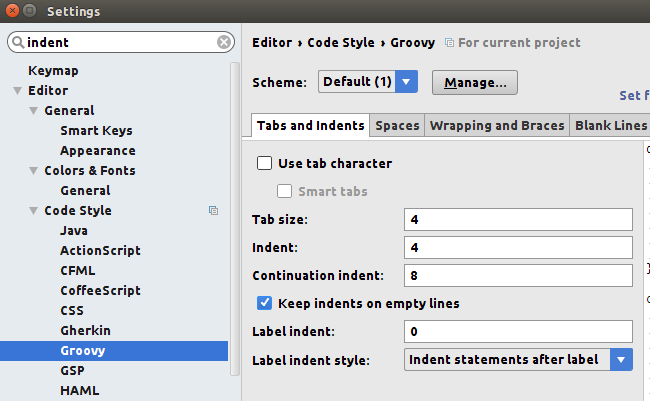 Settings
indent
Keymap
Editor
General
Smart Keys
Appearance
Colors & Fonts
General
Code Style
Java
ActionScript
CFML
CoffeeScript
CSS
Gherkin
Groovy
GSP
HAML
Editor › Code Style › Groovy For current project
Scheme: Default (1) Manage...
Set f
Tabs and Indents Spaces Wrapping and Braces Blank Lines
Use tab character
Smart tabs
Tab size: 4
Indent: 4
Continuation indent: 8
Keep indents on empty lines
Label indent: 0
Label indent style: Indent statements after label
}